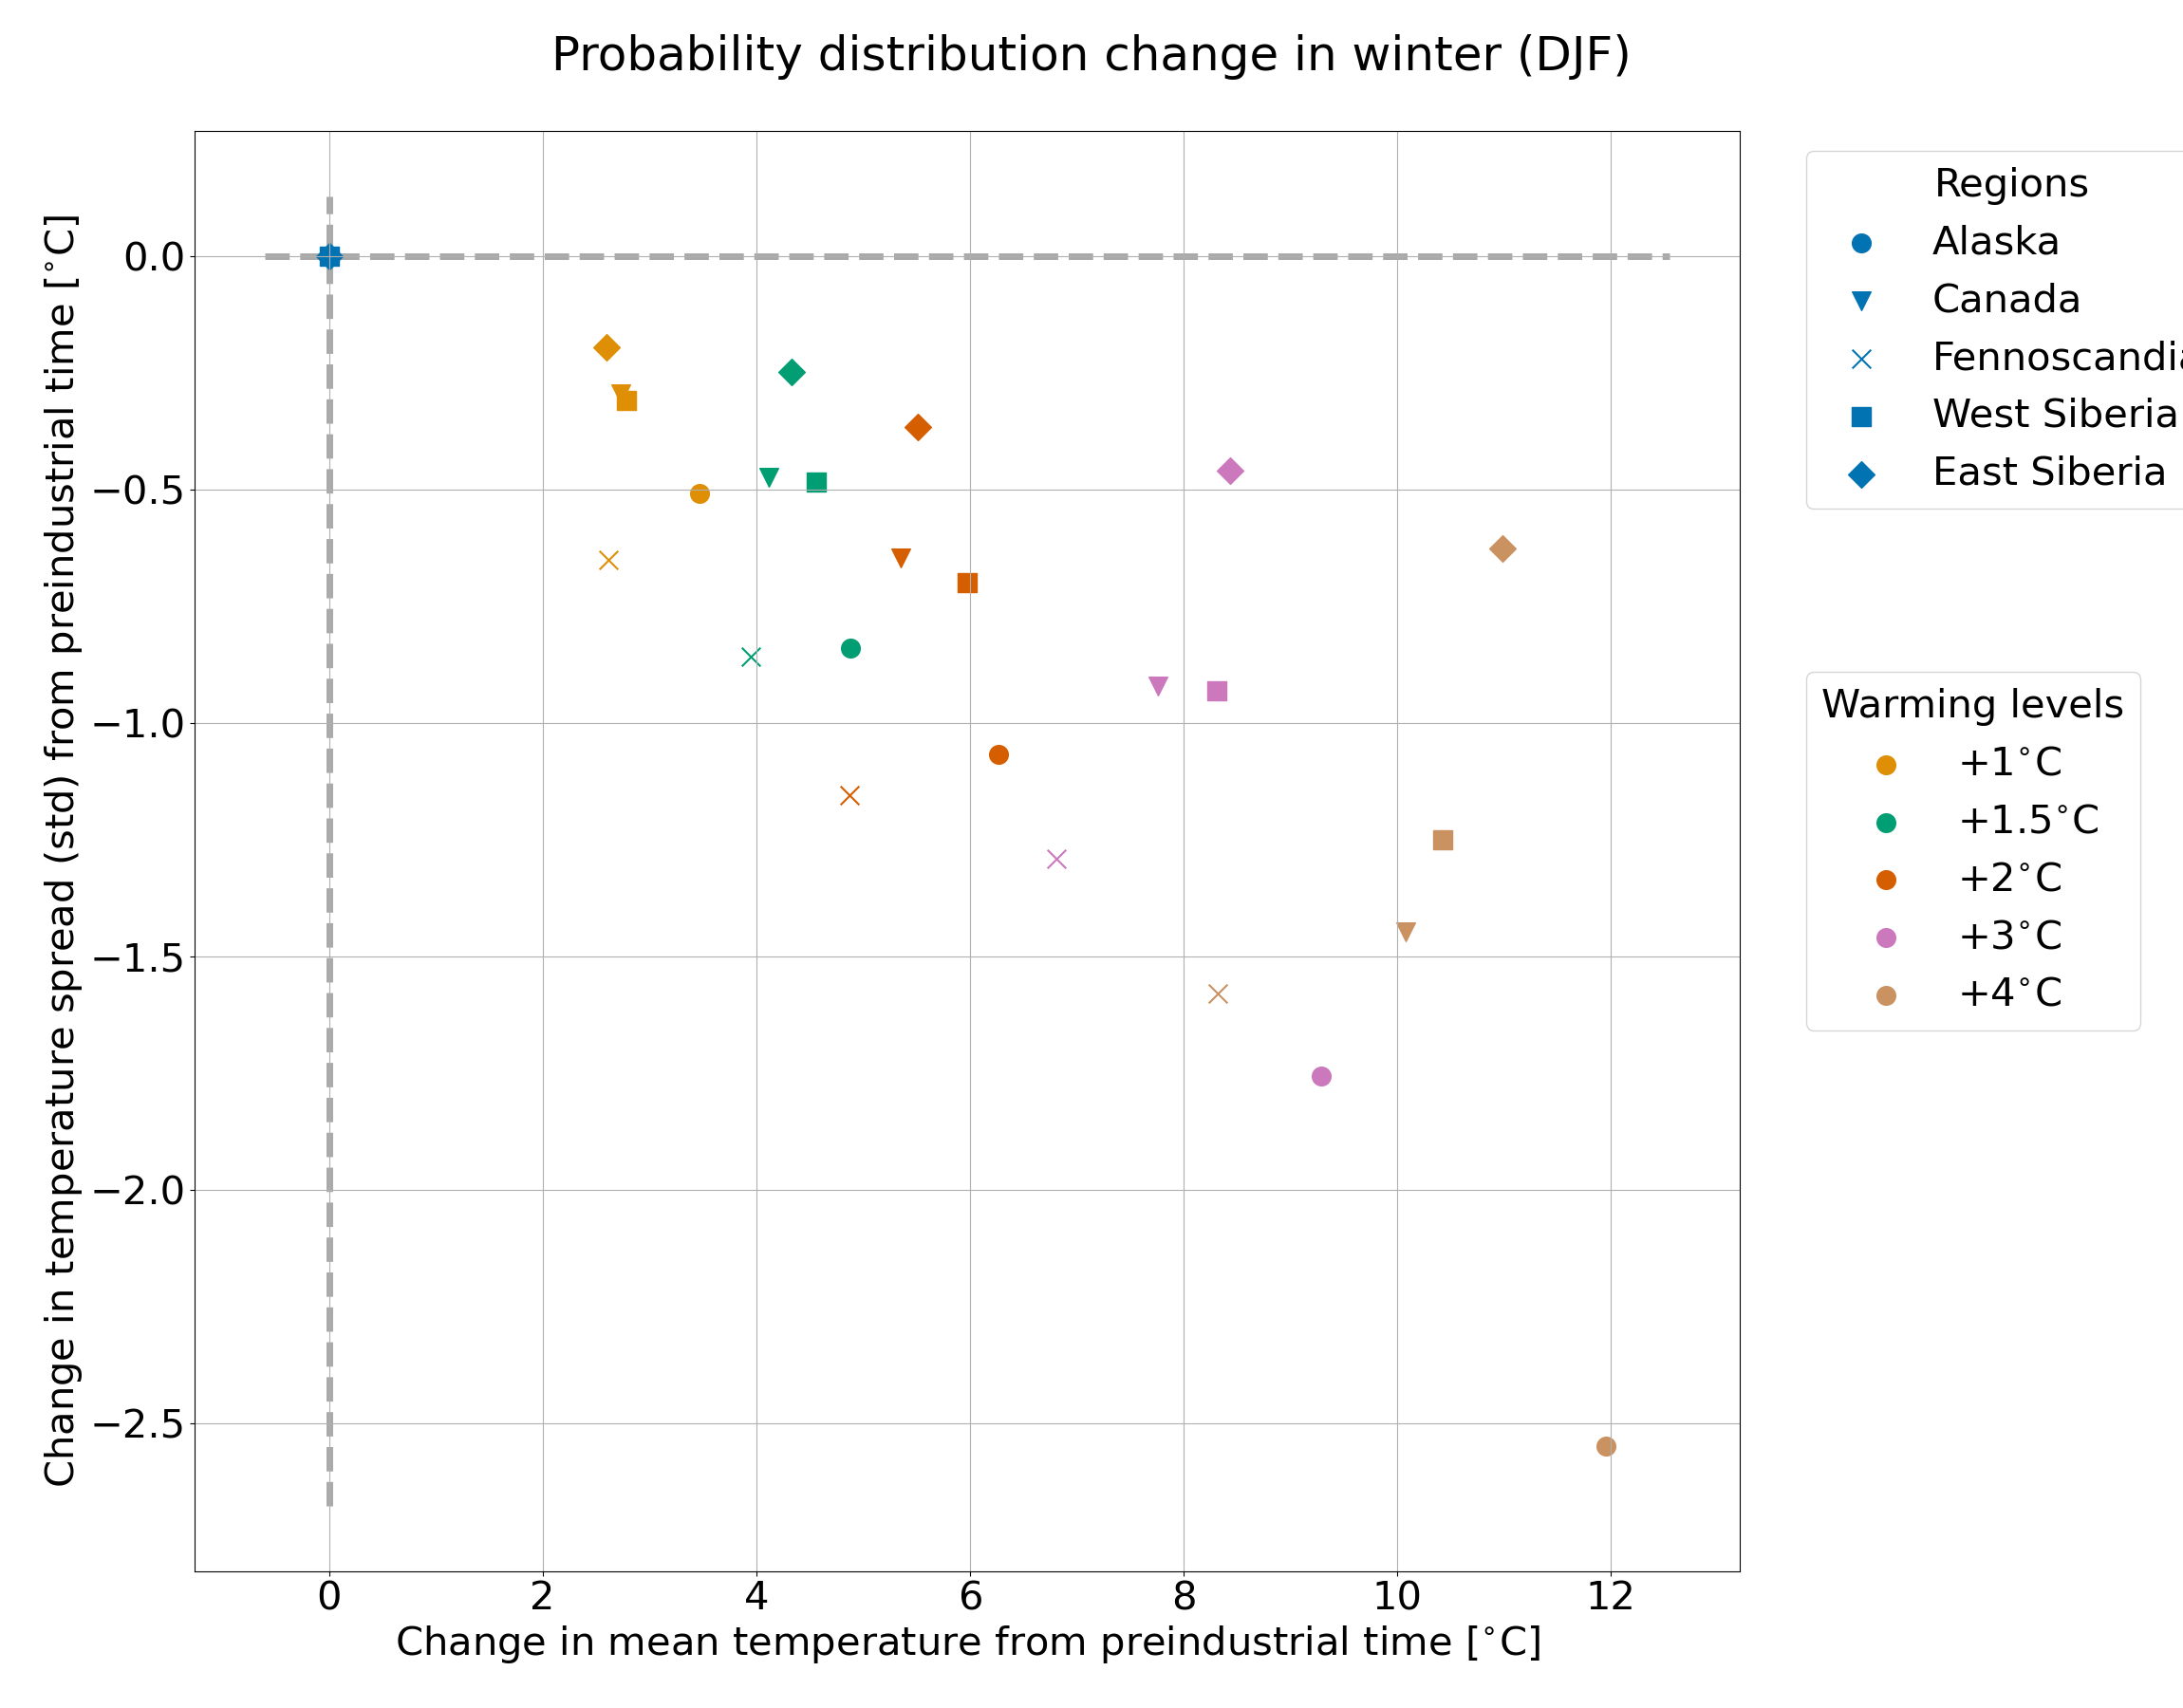 Probability distribution change in winter (DJF)
Change in temperature spread (std) from preindustrial time [°C]
0.0
−0.5
−1.0
−1.5
−2.0
−2.5
0 2 4 6 8 10 12
Change in mean temperature from preindustrial time [°C]
Regions
Alaska
Canada
Fennoscandia
West Siberia
East Siberia
Warming levels
+1°C
+1.5°C
+2°C
+3°C
+4°C